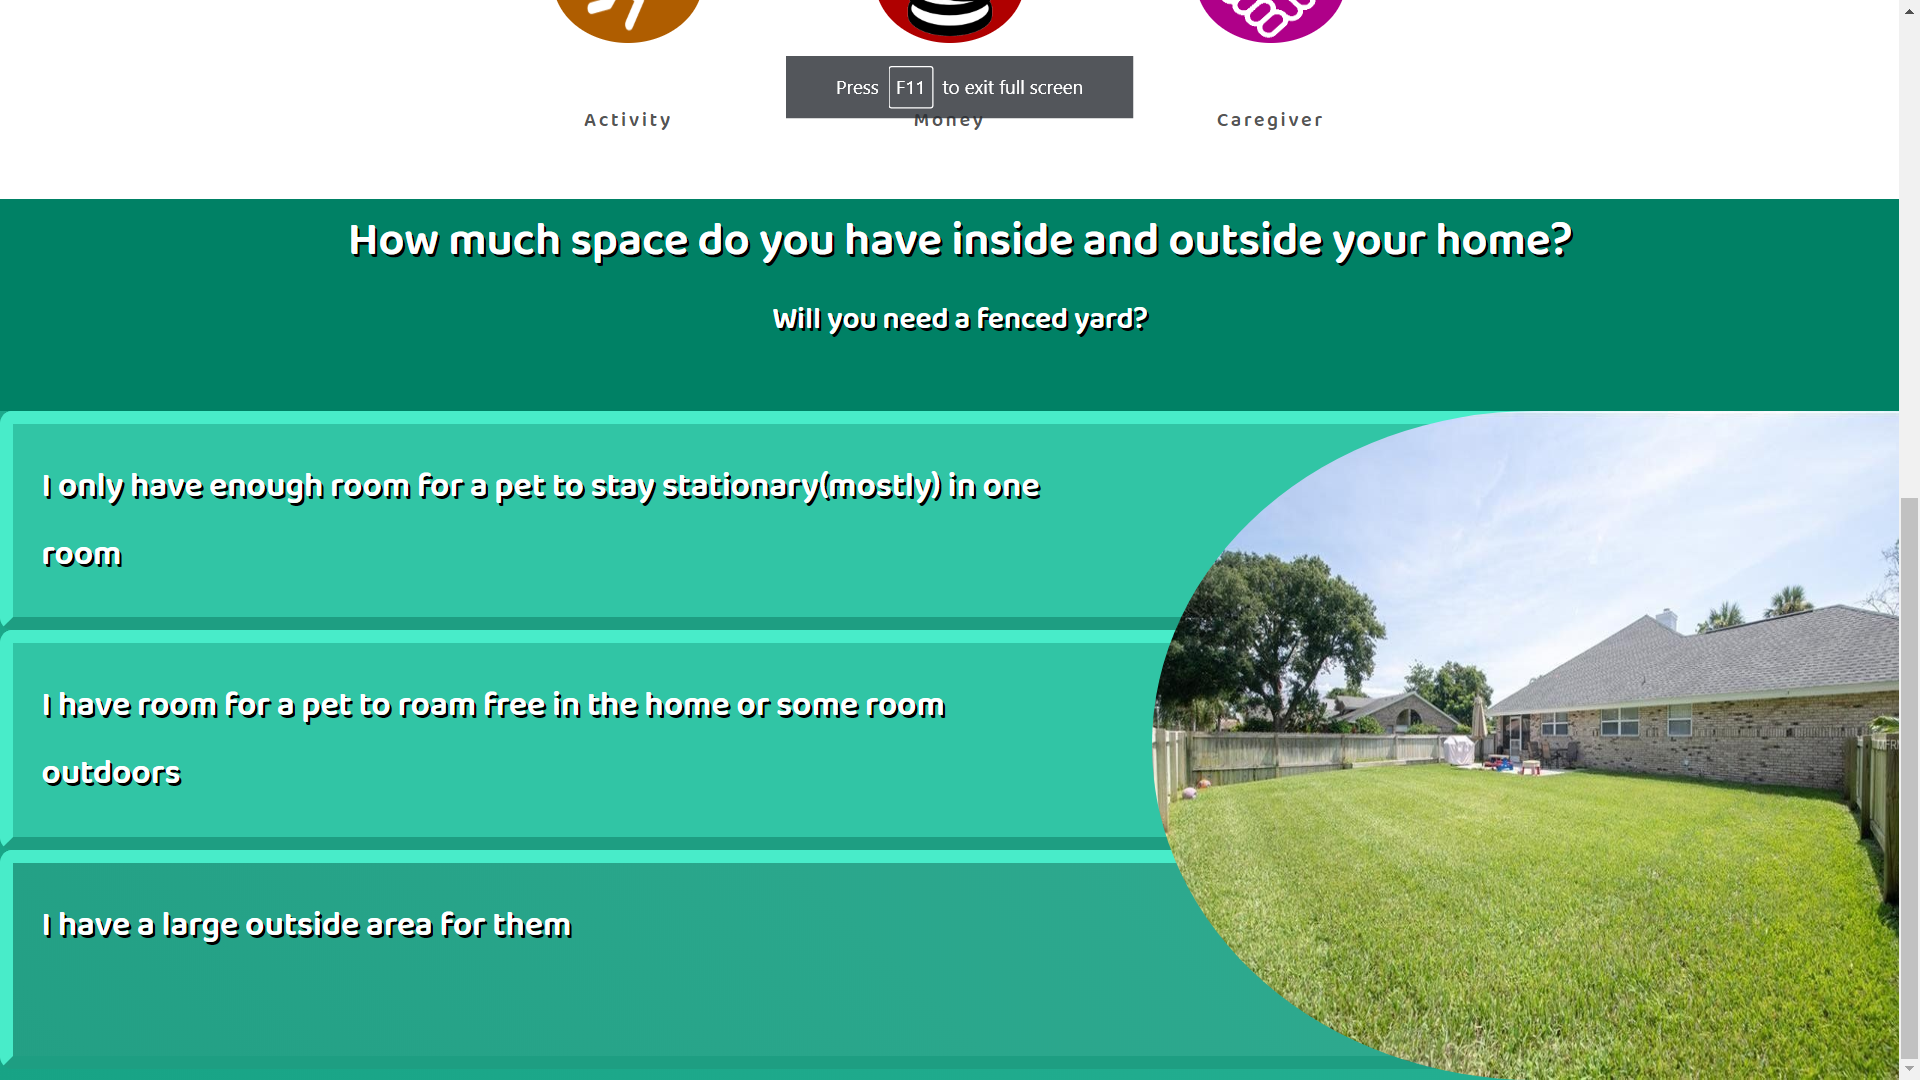 Press F11 to exit full screen
Activity
Money
Caregiver
How much space do you have inside and outside your home?
Will you need a fenced yard?
I only have enough room for a pet to stay stationary(mostly) in one
room
I have room for a pet to roam free in the home or some room
outdoors
I have a large outside area for them